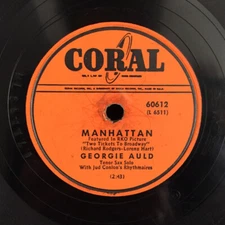 CORAL
60612
(L 6511)
MANHATTAN
Featured in RKO Picture
"Two Tickets To Broadway"
(Richard Rodgers-Lorenz Hart)
GEORGIE AULD
Tenor Sax Solo
With Jud Conlon's Rhythmaires
(2:45)